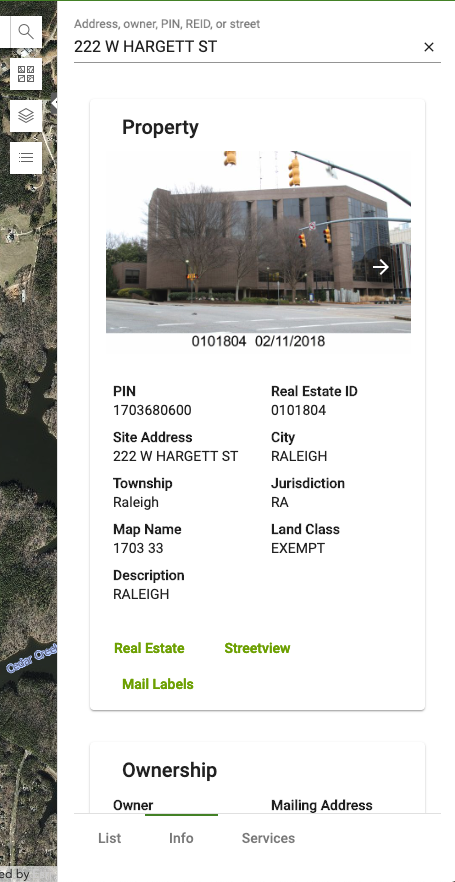 Address, owner, PIN, REID, or street
222 W HARGETT ST
Property
0101804 02/11/2018
PIN
1703680600
Real Estate ID
0101804
Site Address
222 W HARGETT ST
City
RALEIGH
Township
Raleigh
Jurisdiction
RA
Map Name
1703 33
Land Class
EXEMPT
Description
RALEIGH
Real Estate
Streetview
Mail Labels
Cedar Creek
Ownership
Owner
Mailing Address
List
Info
Services
ed by